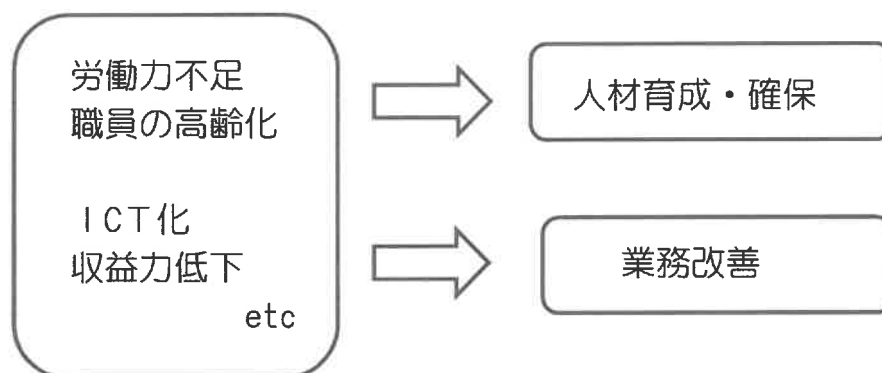 労働力不足
職員の高齢化
ICT化
収益力低下
etc
人材育成・確保
業務改善